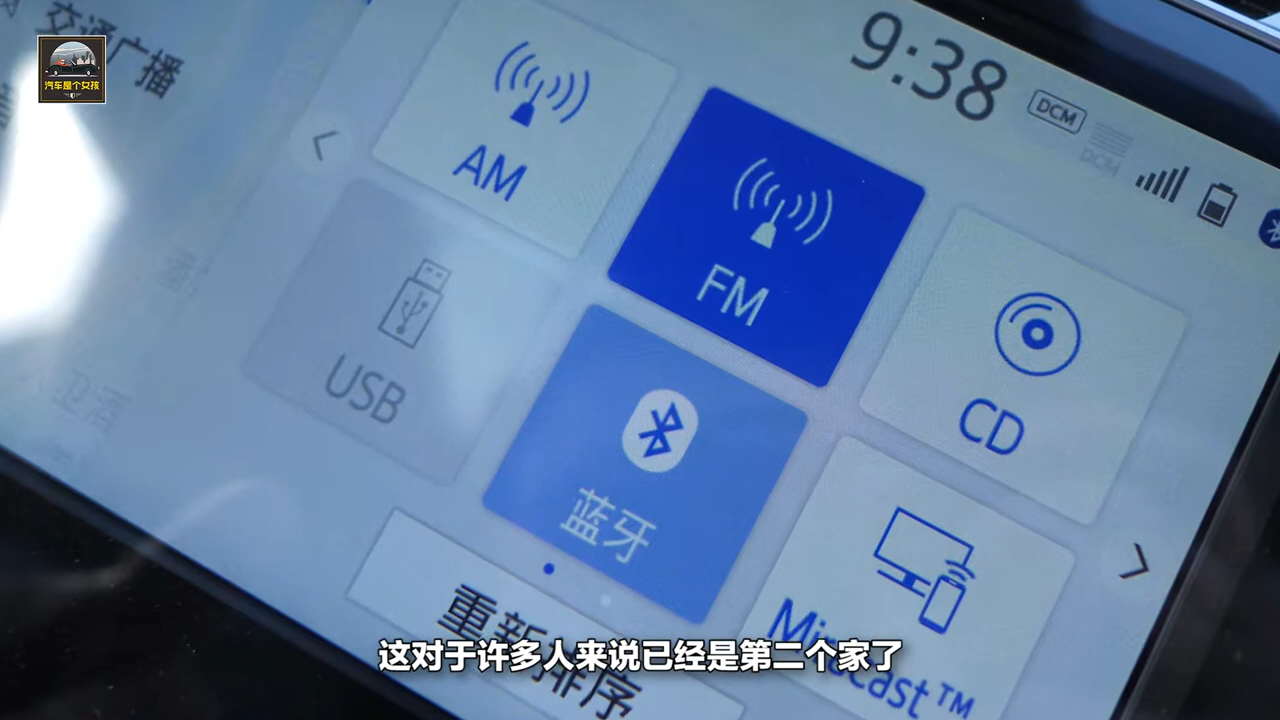 交通广播
汽车是个女孩
9:38
DCM
DCM
AM
FM
CD
USB
蓝牙
Miracast™
重新排序
这对于许多人来说已经是第二个家了